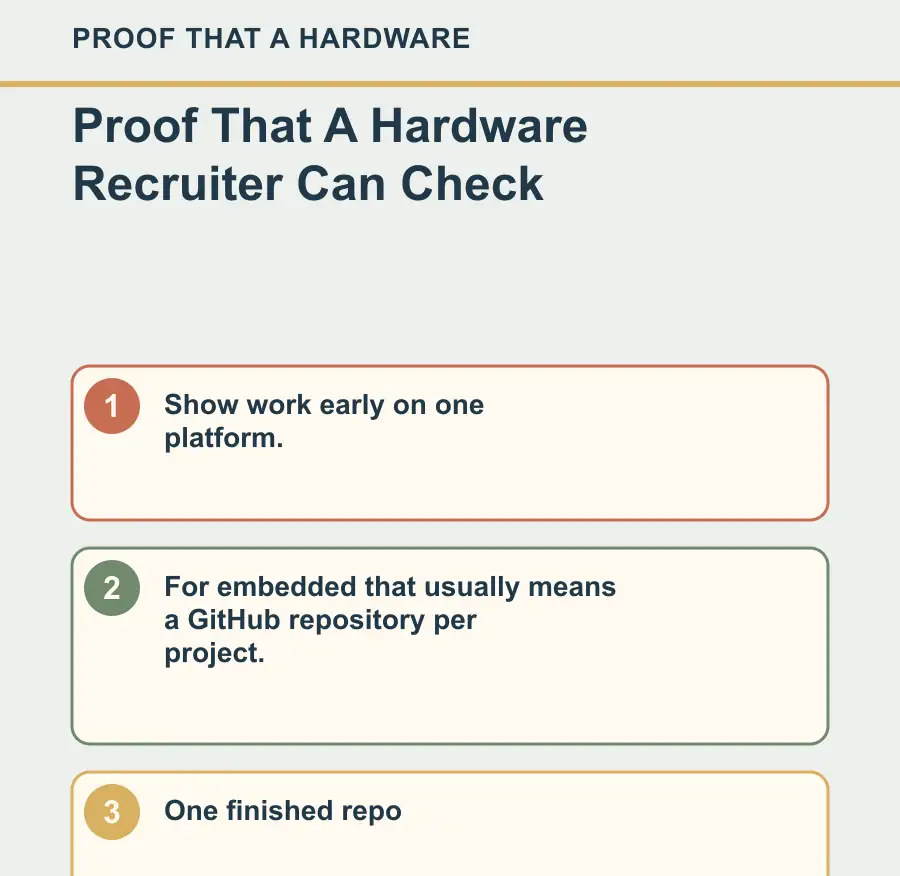 PROOF THAT A HARDWARE
Proof That A Hardware
Recruiter Can Check
1
Show work early on one
platform.
2
For embedded that usually means
a GitHub repository per
project.
3
One finished repo